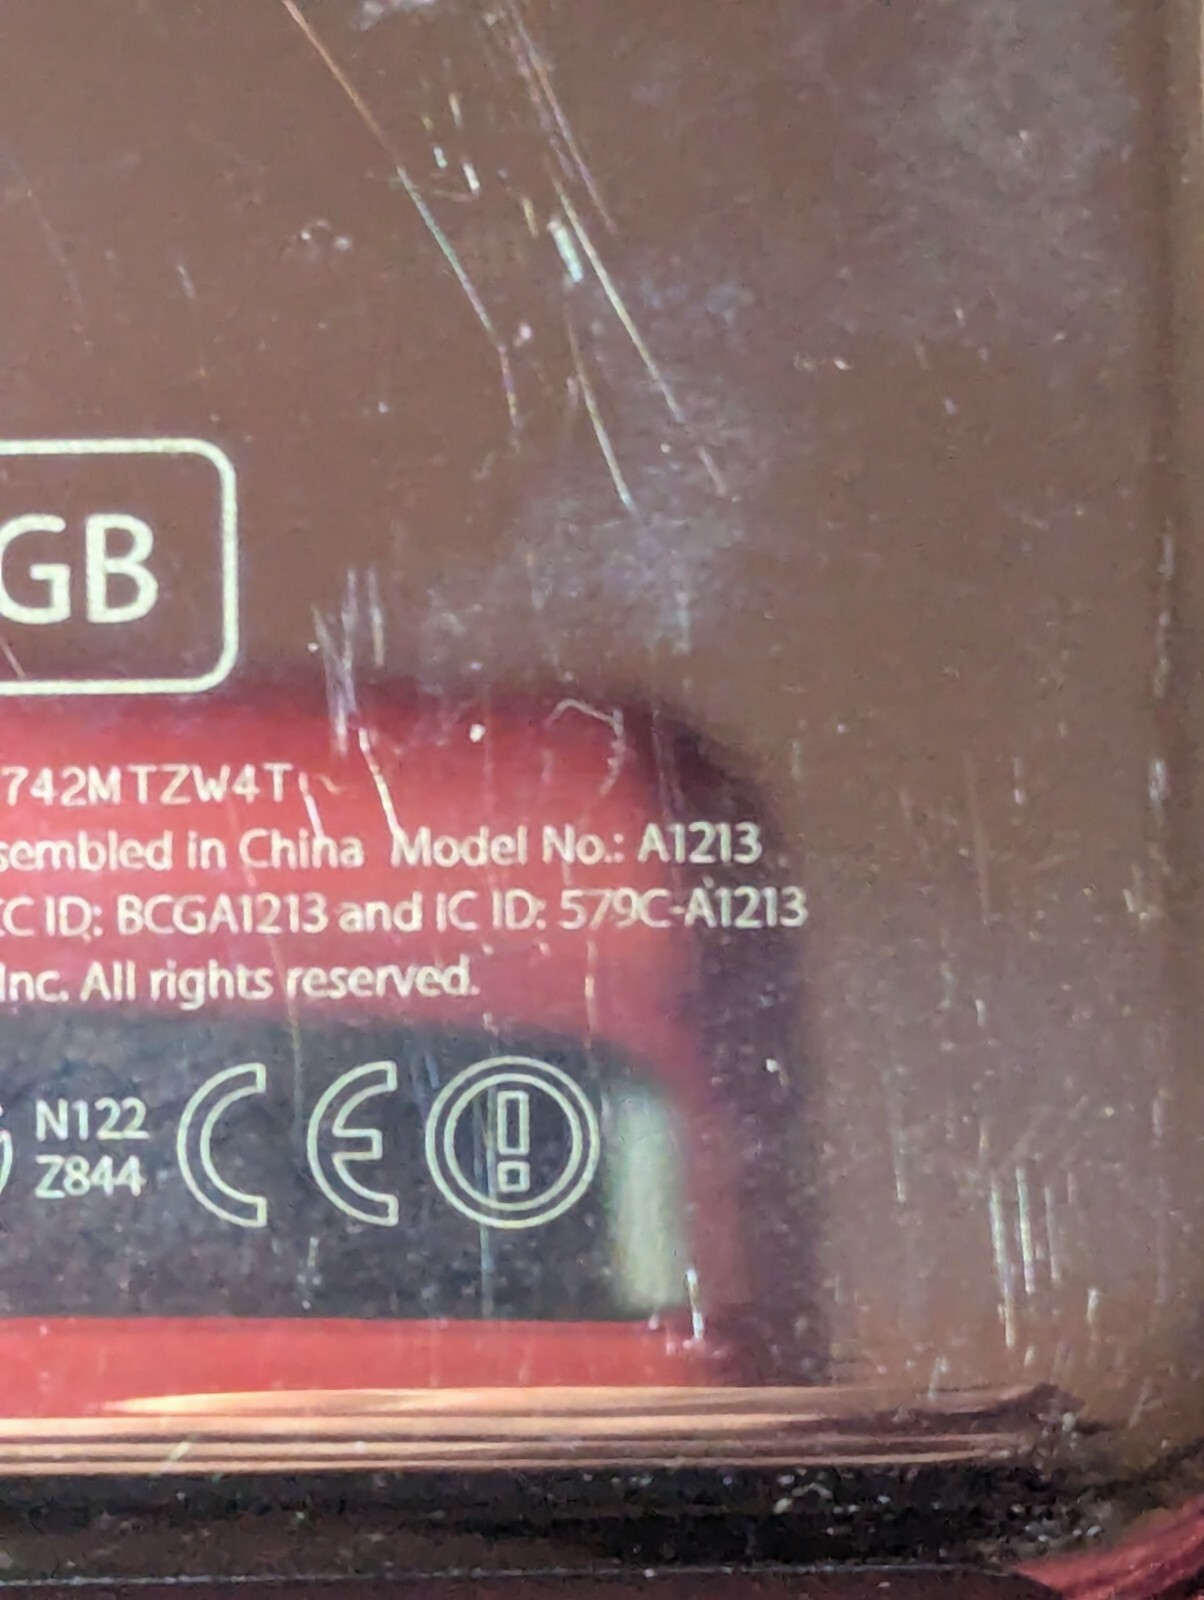 GB
742MTZW4T
sembled in China Model No.: A1213
CC ID: BCGA1213 and IC ID: 579C-A1213
Inc. All rights reserved.
N122
Z844
CE